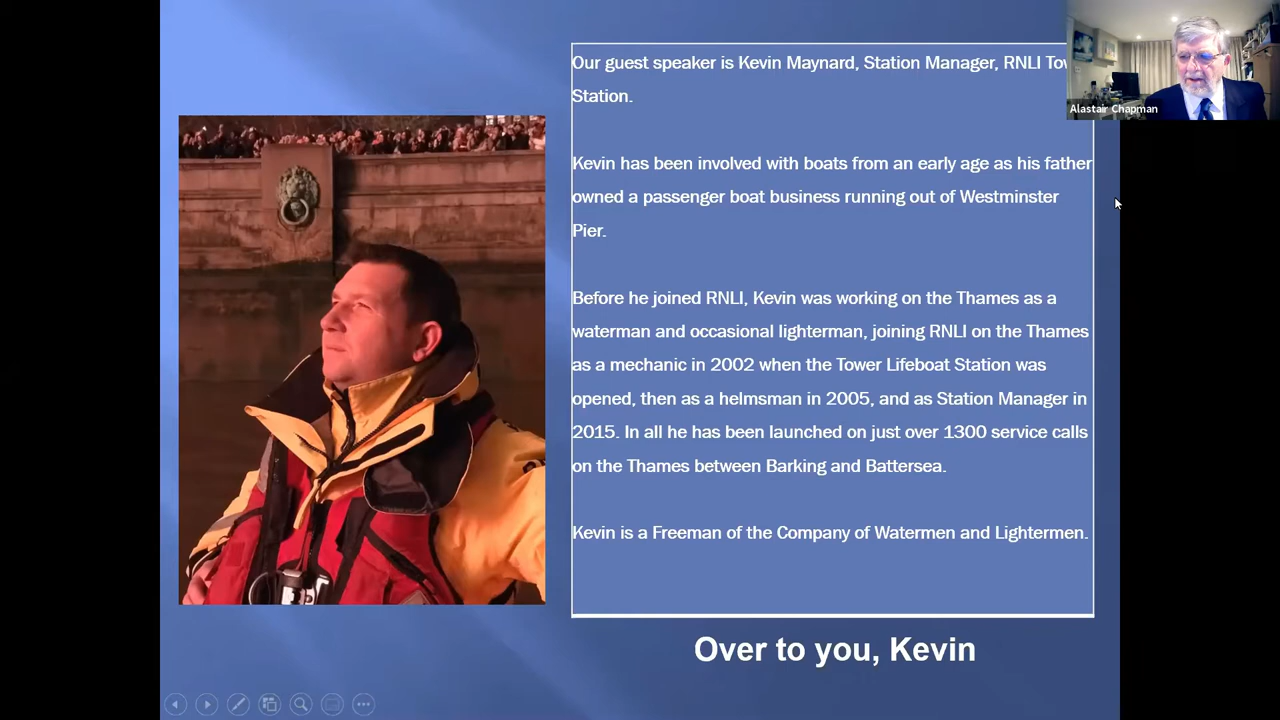 Our guest speaker is Kevin Maynard, Station Manager, RNLI
Station.
Kevin has been involved with boats from an early age as his father
owned a passenger boat business running out of Westminster
Pier.
Before he joined RNLI, Kevin was working on the Thames as a
waterman and occasional lighterman, joining RNLI on the Thames
as a mechanic in 2002 when the Tower Lifeboat Station was
opened, then as a helmsman in 2005, and as Station Manager in
2015. In all he has been launched on just over 1300 service calls
on the Thames between Barking and Battersea.
Kevin is a Freeman of the Company of Watermen and Lightermen.
Over to you, Kevin
Alastair Chapman